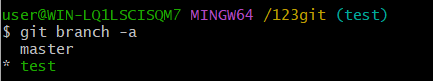 user@WIN-LQ1LSCISQM7 MINGW64 /123git (test)
$ git branch -a
  master
* test